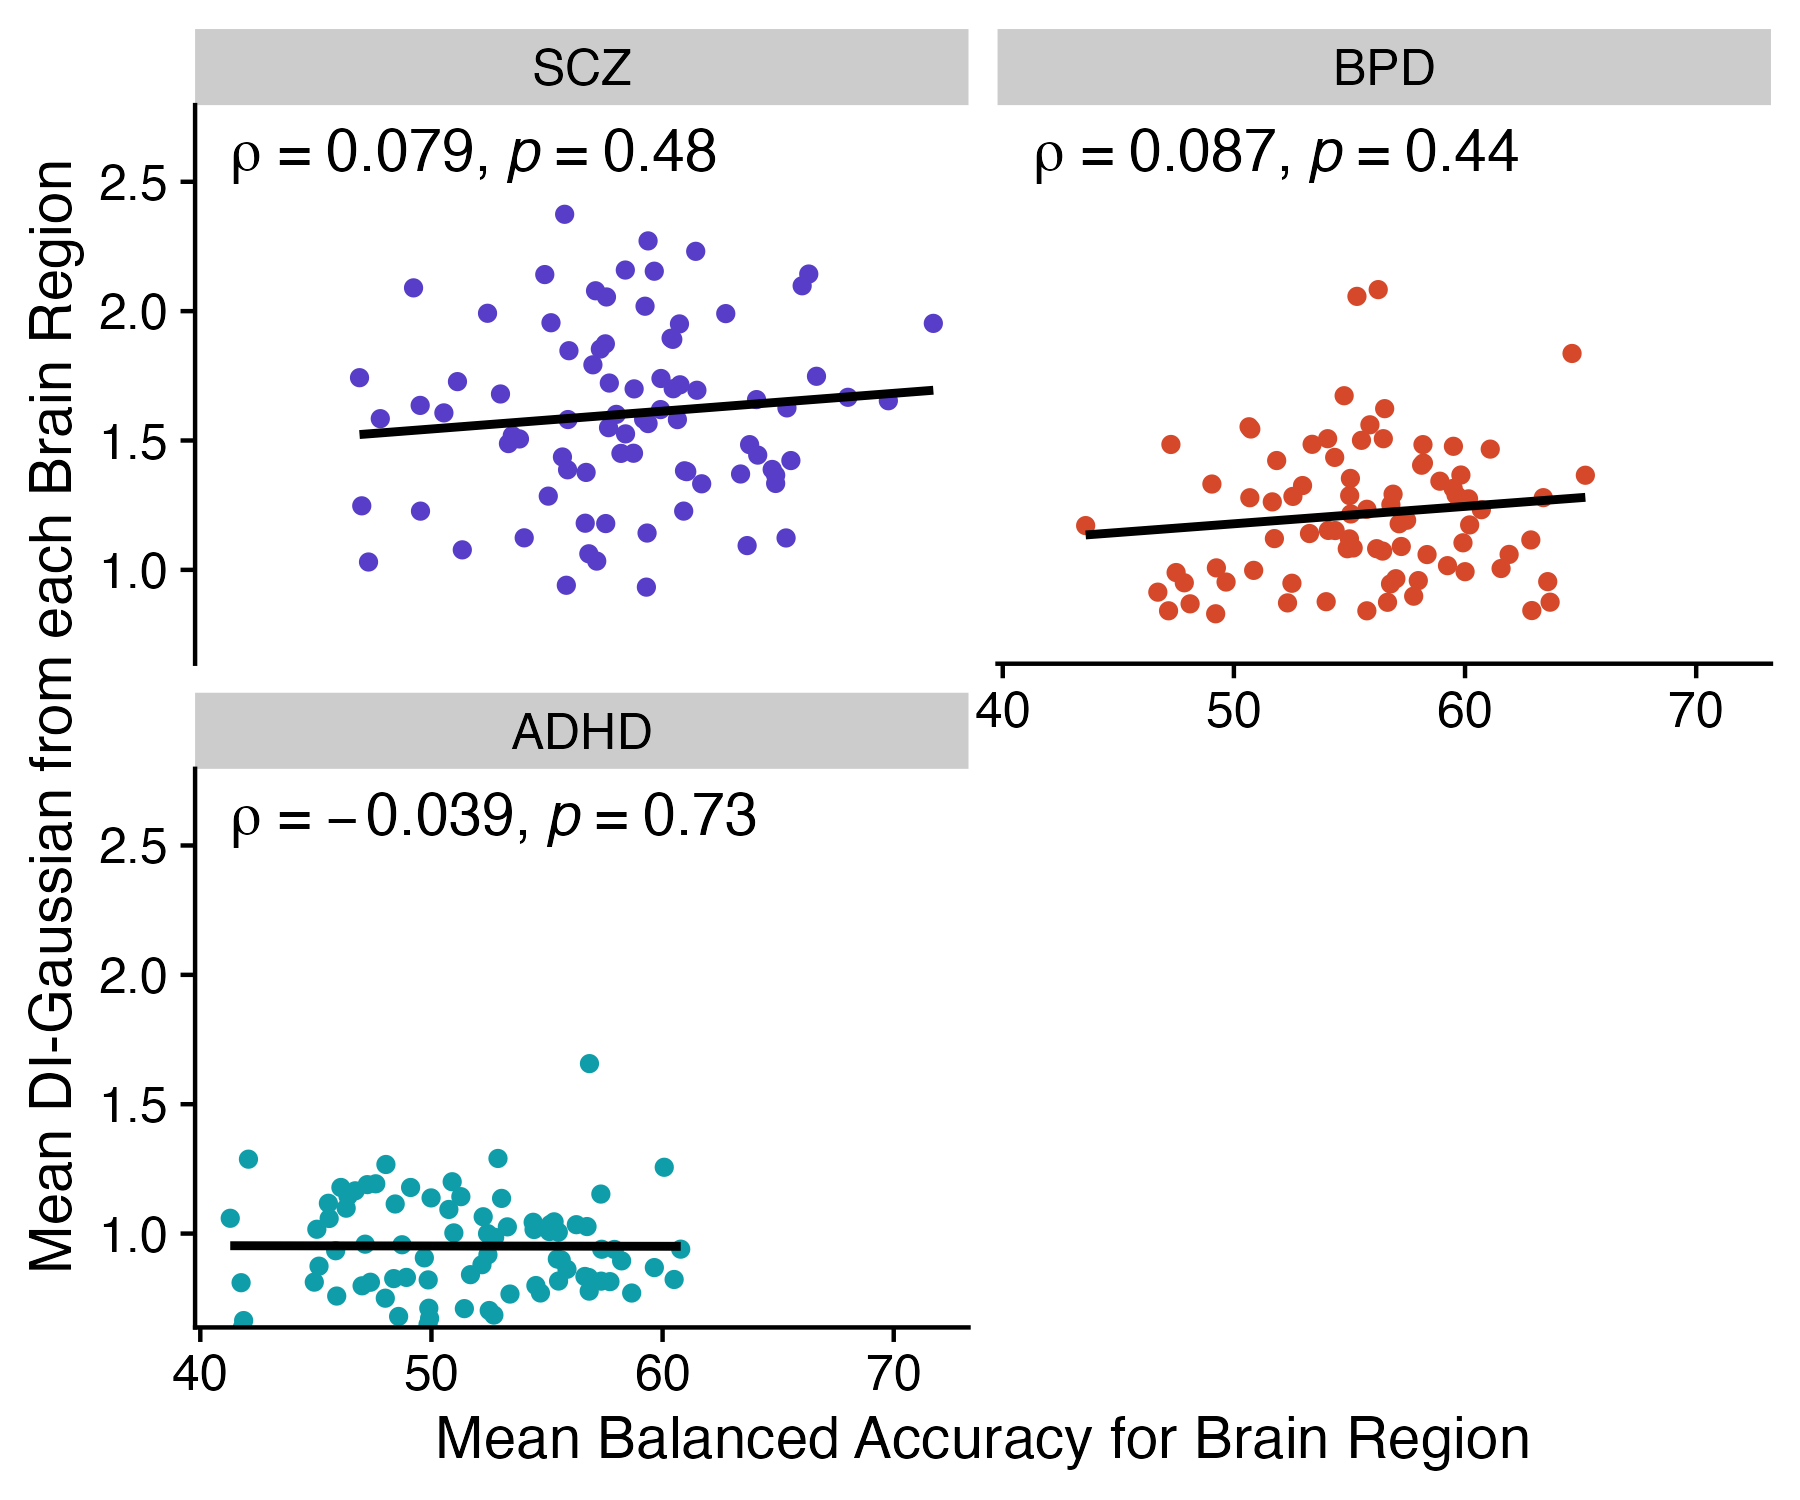 SCZ
BPD
ρ = 0.079, p = 0.48
ρ = 0.087, p = 0.44
2.5
2.0
1.5
1.0
40 50 60 70
ADHD
ρ = −0.039, p = 0.73
2.5
2.0
1.5
1.0
40 50 60 70
Mean Balanced Accuracy for Brain Region
Mean DI-Gaussian from each Brain Region